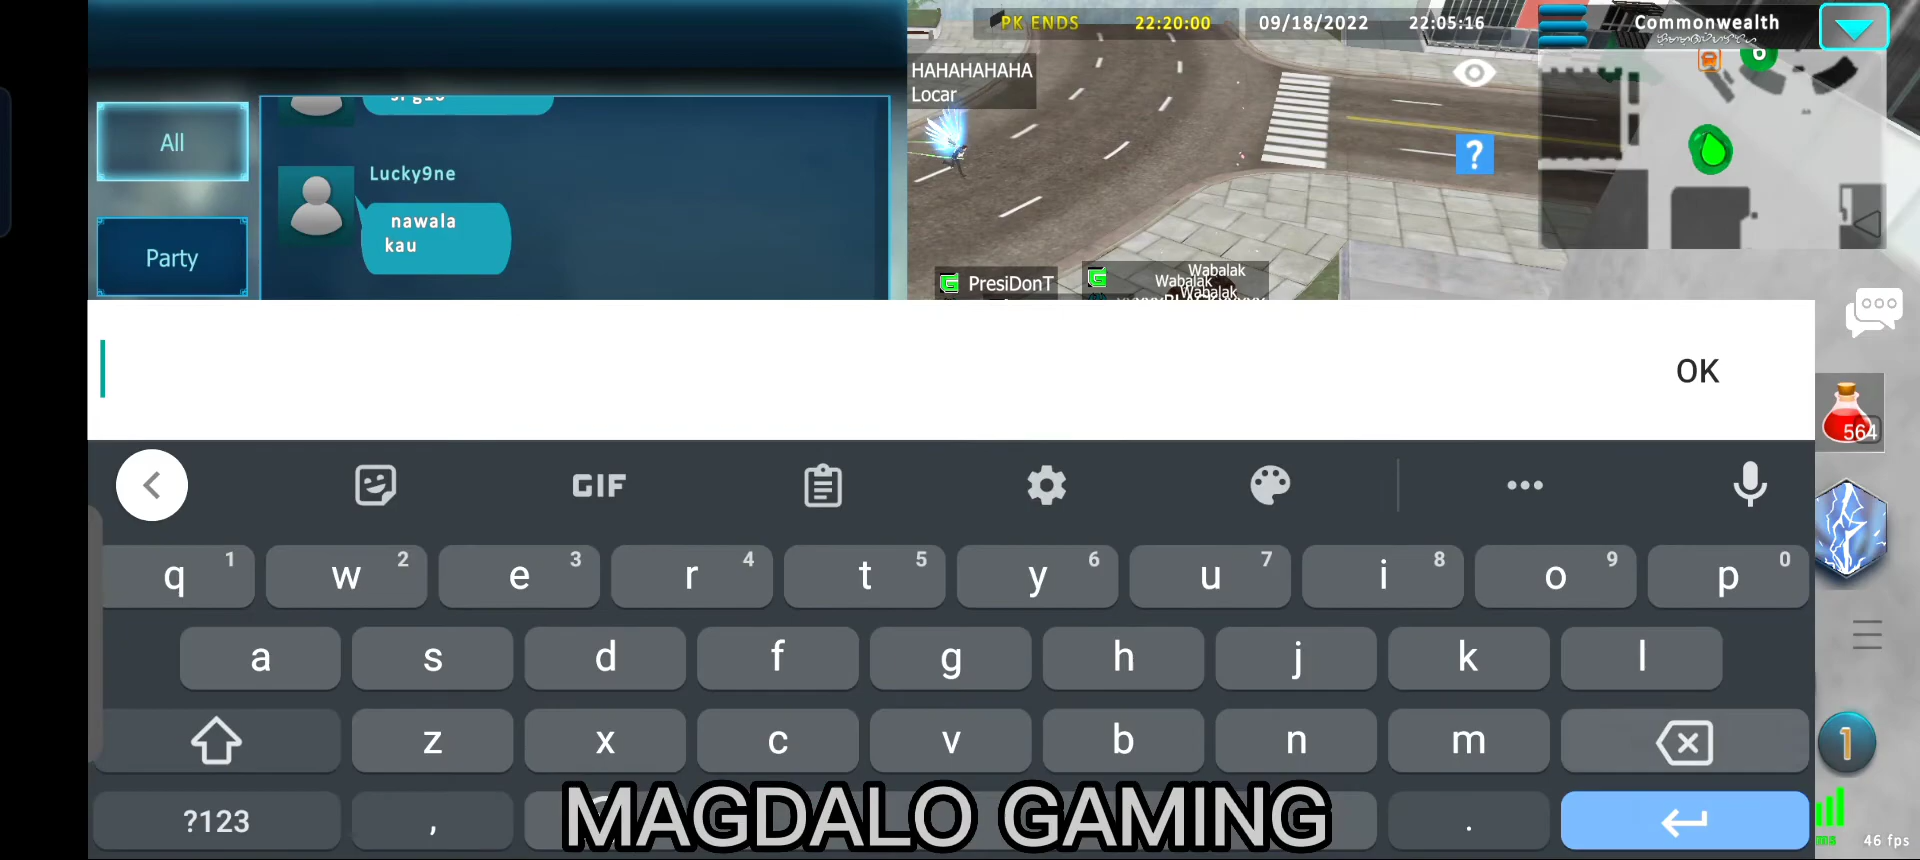 PK ENDS 22:20:00 09/18/2022 22:05:16 Commonwealth
HAHAHAHAHA
Locar
6
All
Lucky9ne
nawala
kau
Party
?
PresiDonT
Wabalak
Wabalak
Wabalak
OK
564
GIF
q 1 w 2 e 3 r 4 t 5 y 6 u 7 i 8 o 9 p 0
a s d f g h j k l
z x c v b n m
1
?123 , .
MAGDALO GAMING
ms
46 fps